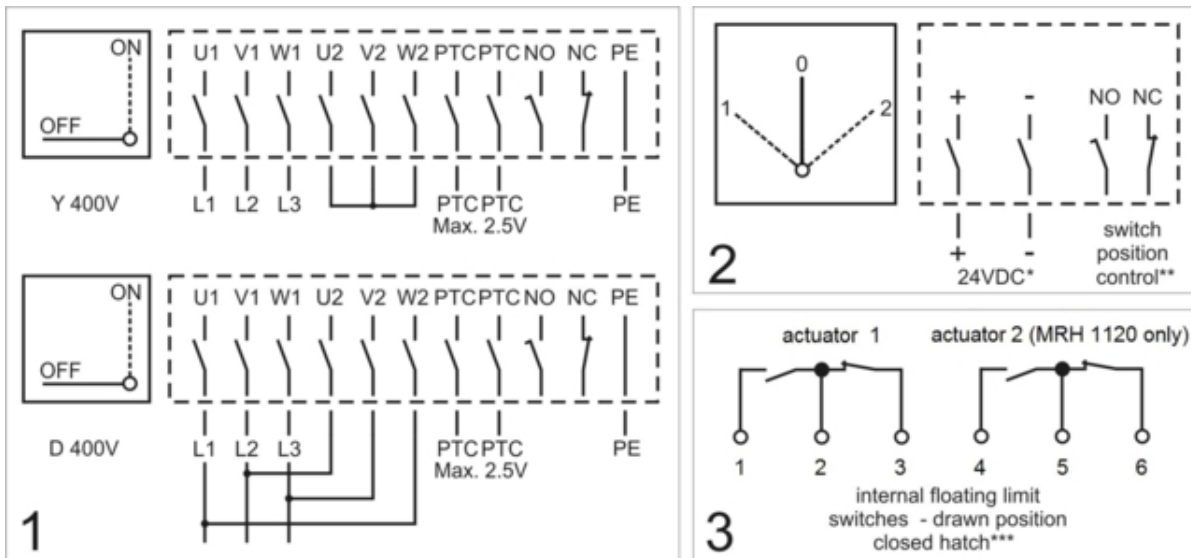 ON
OFF
Y 400V
U1 V1 W1 U2 V2 W2 PTC PTC NO NC PE
L1 L2 L3 PTC PTC PE
Max. 2.5V
ON
OFF
D 400V
U1 V1 W1 U2 V2 W2 PTC PTC NO NC PE
L1 L2 L3 PTC PTC PE
Max. 2.5V
1
0
1 2
+ - NO NC
+ -
24VDC*
switch
position
control**
2
actuator 1 actuator 2 (MRH 1120 only)
1 2 3 4 5 6
internal floating limit
switches - drawn position
closed hatch***
3